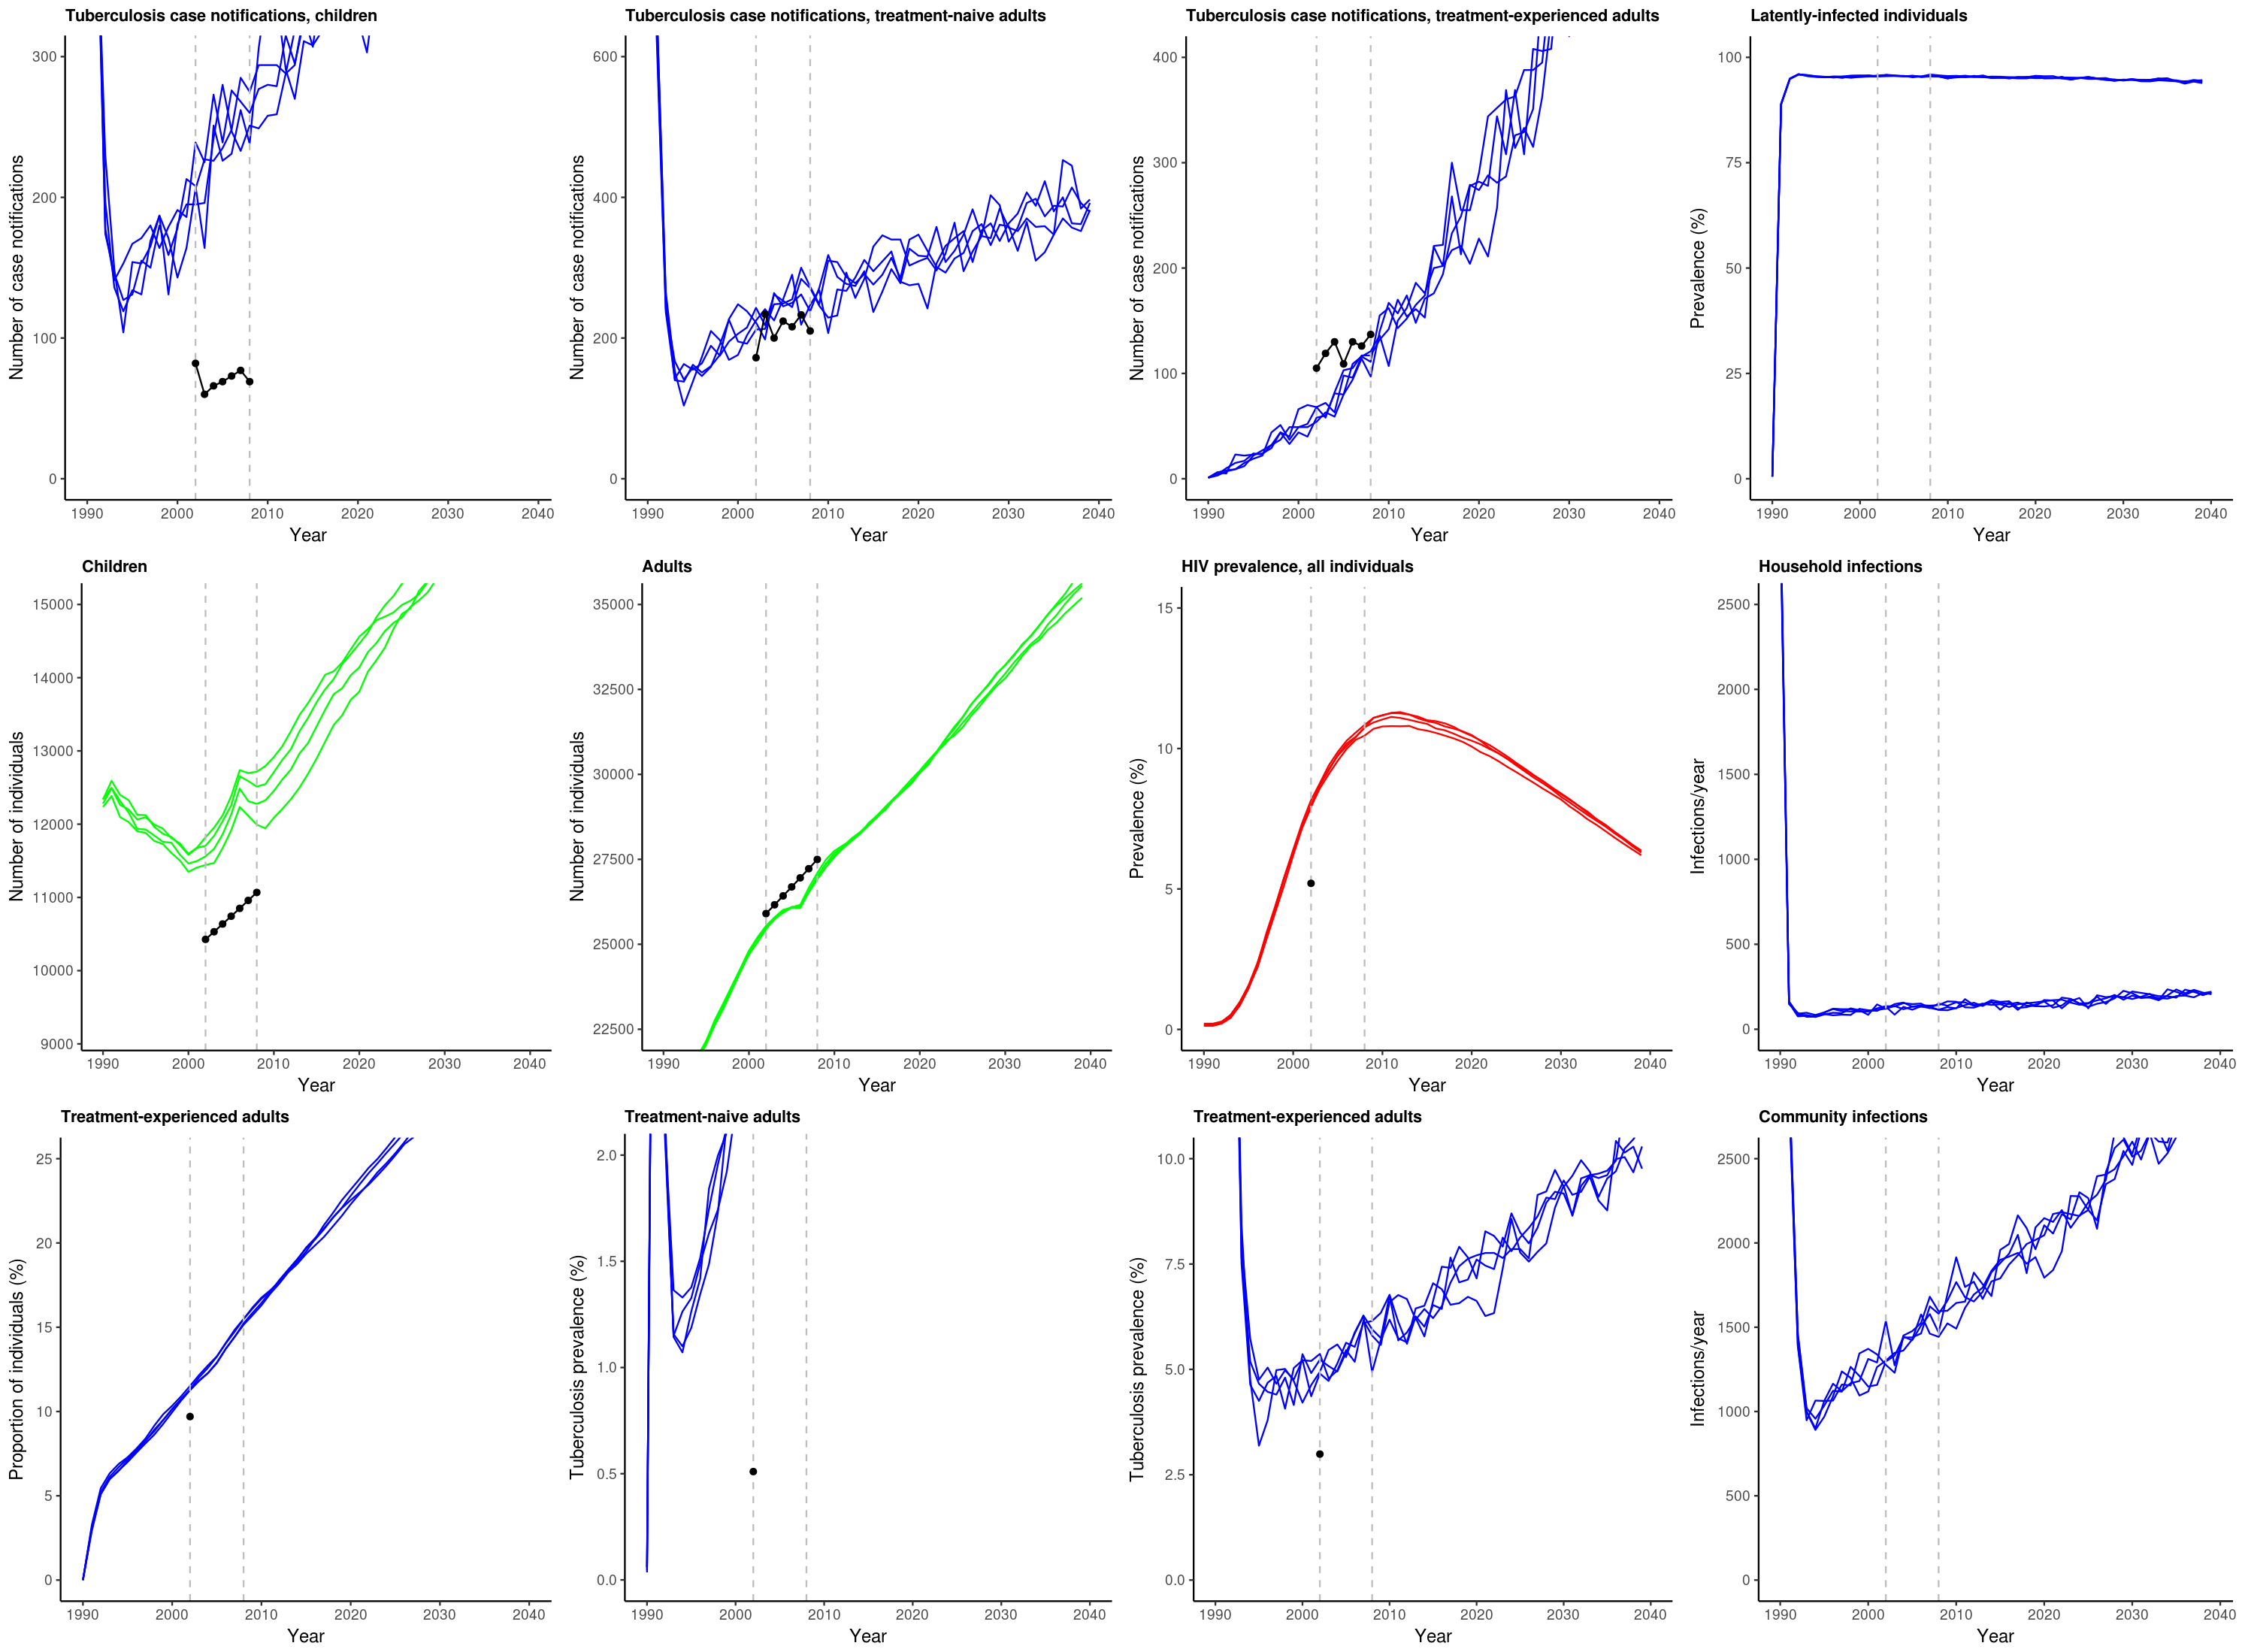 Tuberculosis case notifications, children
Number of case notifications
300
200
100
0
1990 2000 2010 2020 2030 2040
Year
Tuberculosis case notifications, treatment-naive adults
Number of case notifications
600
400
200
0
1990 2000 2010 2020 2030 2040
Year
Tuberculosis case notifications, treatment-experienced adults
Number of case notifications
400
300
200
100
0
1990 2000 2010 2020 2030 2040
Year
Latently-infected individuals
Prevalence (%)
100
75
50
25
0
1990 2000 2010 2020 2030 2040
Year
Children
Number of individuals
15000
14000
13000
12000
11000
10000
9000
1990 2000 2010 2020 2030 2040
Year
Adults
Number of individuals
35000
32500
30000
27500
25000
22500
1990 2000 2010 2020 2030 2040
Year
HIV prevalence, all individuals
Prevalence (%)
15
10
5
0
1990 2000 2010 2020 2030 2040
Year
Household infections
Infections/year
2500
2000
1500
1000
500
0
1990 2000 2010 2020 2030 2040
Year
Treatment-experienced adults
Proportion of individuals (%)
25
20
15
10
5
0
1990 2000 2010 2020 2030 2040
Year
Treatment-naive adults
Tuberculosis prevalence (%)
2.0
1.5
1.0
0.5
0.0
1990 2000 2010 2020 2030 2040
Year
Treatment-experienced adults
Tuberculosis prevalence (%)
10.0
7.5
5.0
2.5
0.0
1990 2000 2010 2020 2030 2040
Year
Community infections
Infections/year
2500
2000
1500
1000
500
0
1990 2000 2010 2020 2030 2040
Year